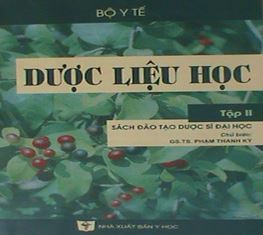 BỘ Y TẾ
DƯỢC LIỆU HỌC
Tập II
SÁCH ĐÀO TẠO DƯỢC SĨ ĐẠI HỌC
Chủ biên:
GS.TS. PHẠM THANH KỲ
NHÀ XUẤT BẢN Y HỌC